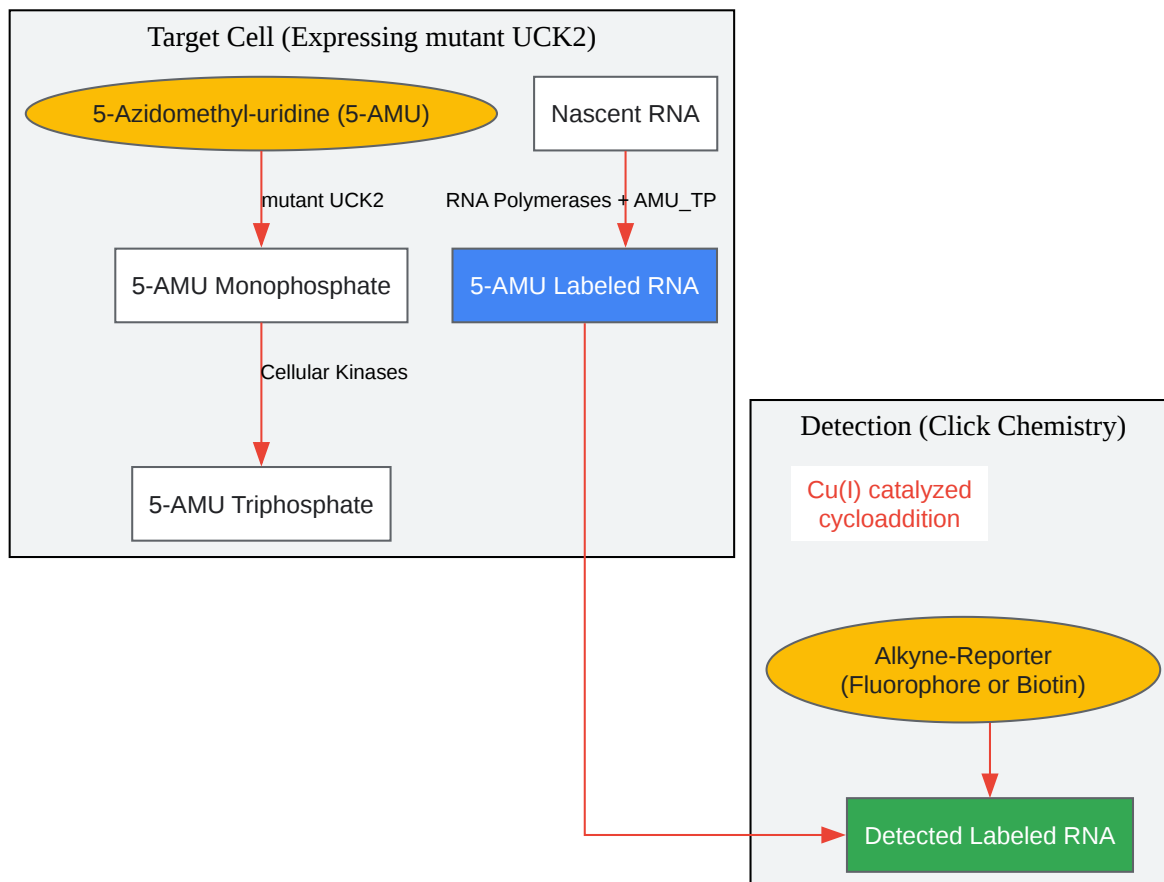 Target Cell (Expressing mutant UCK2)
5-Azidomethyl-uridine (5-AMU)
Nascent RNA
mutant UCK2
RNA Polymerases + AMU_TP
5-AMU Monophosphate
5-AMU Labeled RNA
Cellular Kinases
5-AMU Triphosphate
Detection (Click Chemistry)
Cu(I) catalyzed
cycloaddition
Alkyne-Reporter
(Fluorophore or Biotin)
Detected Labeled RNA